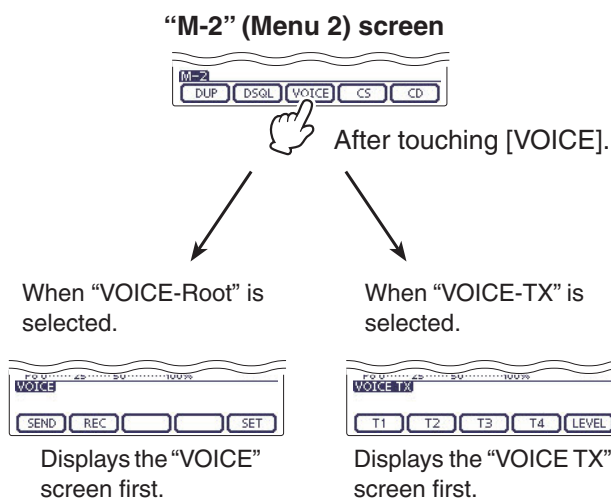 “M-2” (Menu 2) screen
M-2
DUP DSQL VOICE CS CD
After touching [VOICE].
When “VOICE-Root” is
selected.
When “VOICE-TX” is
selected.
VOICE
SEND REC SET
VOICE TX
T1 T2 T3 T4 LEVEL
Displays the “VOICE”
screen first.
Displays the “VOICE TX”
screen first.